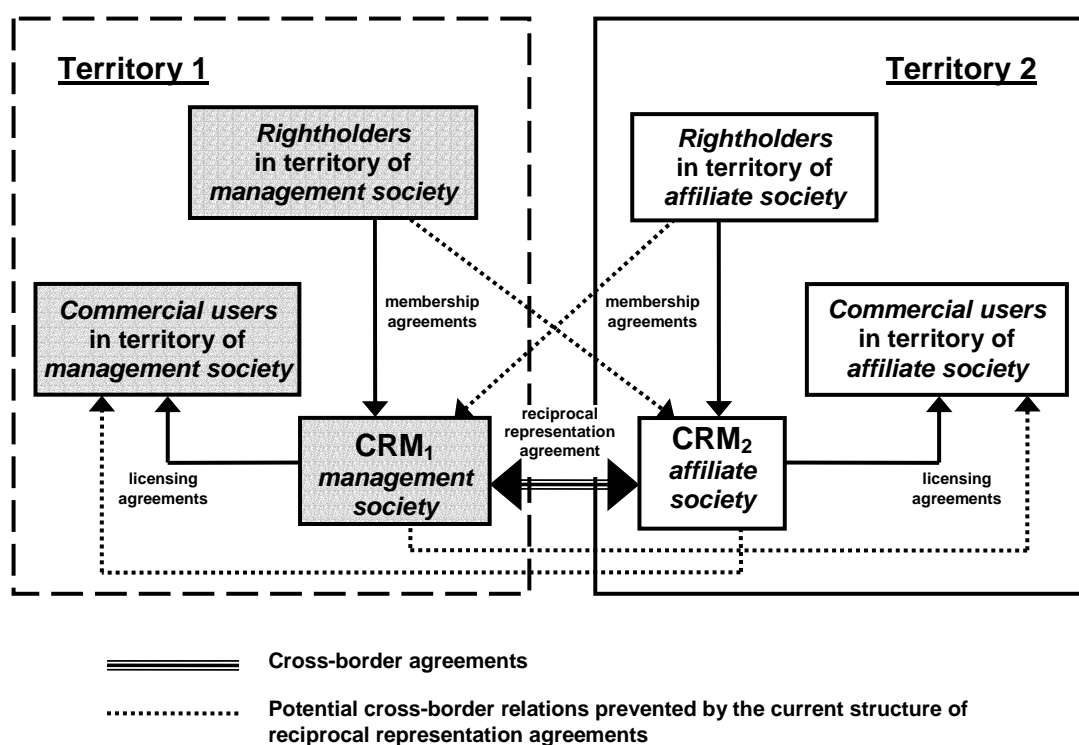 Territory 1
Territory 2
Rightholders
in territory of
management society
Rightholders
in territory of
affiliate society
Commercial users
in territory of
management society
membership
agreements
membership
agreements
Commercial users
in territory of
affiliate society
reciprocal
representation
agreement
CRM₁
management
society
CRM₂
affiliate
society
licensing
agreements
licensing
agreements
Cross-border agreements
Potential cross-border relations prevented by the current structure of
reciprocal representation agreements